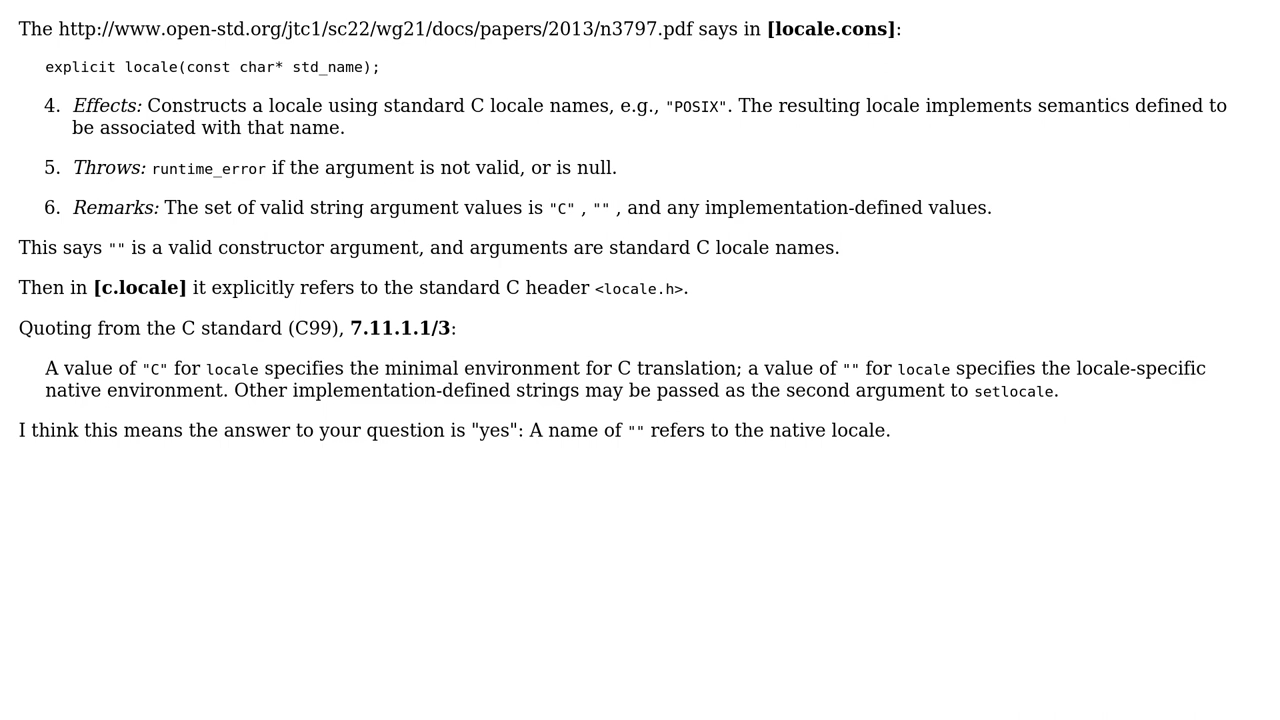 The http://www.open-std.org/jtc1/sc22/wg21/docs/papers/2013/n3797.pdf says in [locale.cons]:
explicit locale(const char* std_name);
4. Effects: Constructs a locale using standard C locale names, e.g., "POSIX". The resulting locale implements semantics defined to
be associated with that name.
5. Throws: runtime_error if the argument is not valid, or is null.
6. Remarks: The set of valid string argument values is "C" , "" , and any implementation-defined values.
This says "" is a valid constructor argument, and arguments are standard C locale names.
Then in [c.locale] it explicitly refers to the standard C header <locale.h>.
Quoting from the C standard (C99), 7.11.1.1/3:
A value of "C" for locale specifies the minimal environment for C translation; a value of "" for locale specifies the locale-specific
native environment. Other implementation-defined strings may be passed as the second argument to setlocale.
I think this means the answer to your question is "yes": A name of "" refers to the native locale.